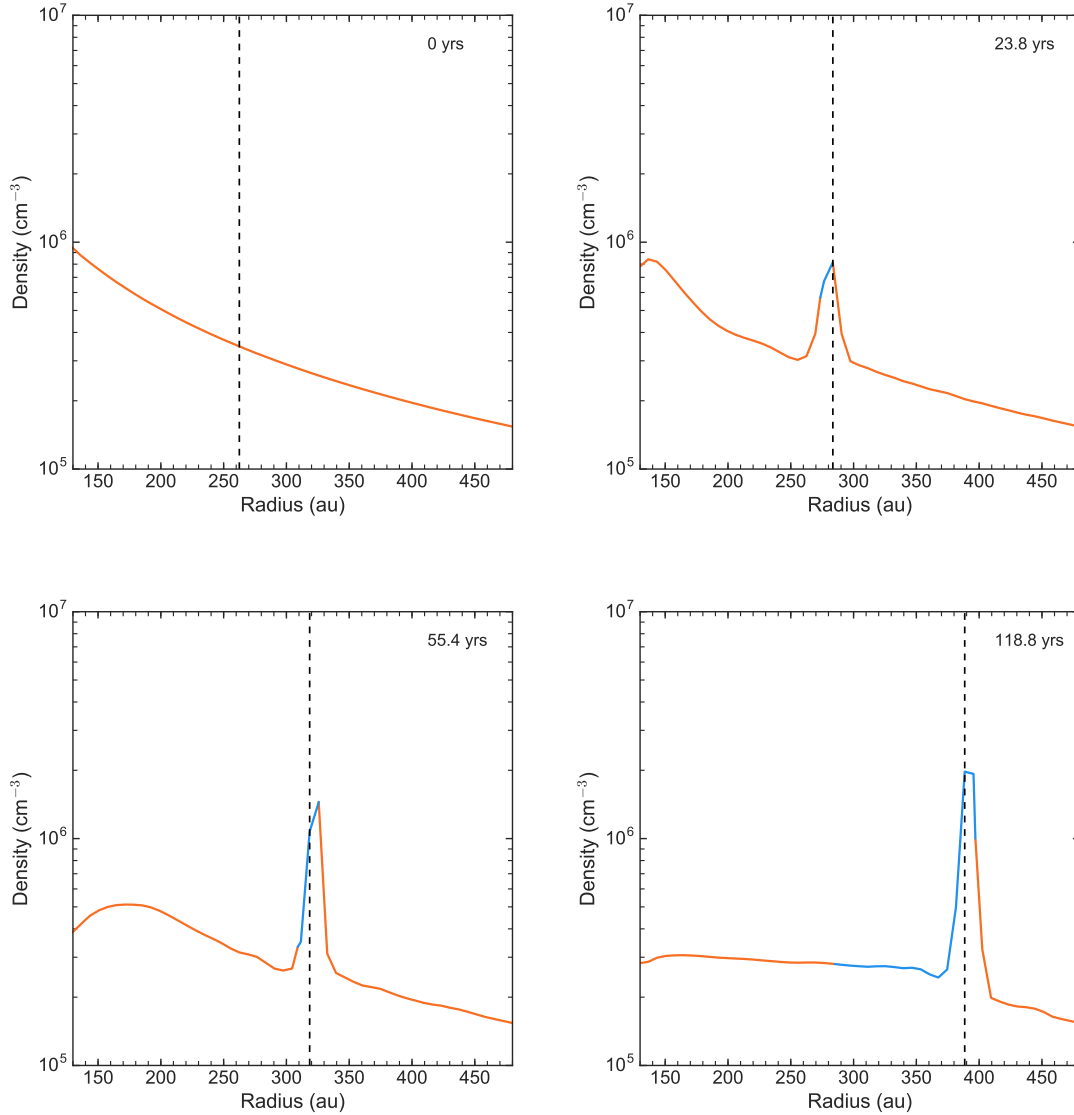 10⁷
10⁶
10⁵
Density (cm⁻³)
0 yrs
150 200 250 300 350 400 450
Radius (au)
10⁷
10⁶
10⁵
Density (cm⁻³)
23.8 yrs
150 200 250 300 350 400 450
Radius (au)
10⁷
10⁶
10⁵
Density (cm⁻³)
55.4 yrs
150 200 250 300 350 400 450
Radius (au)
10⁷
10⁶
10⁵
Density (cm⁻³)
118.8 yrs
150 200 250 300 350 400 450
Radius (au)